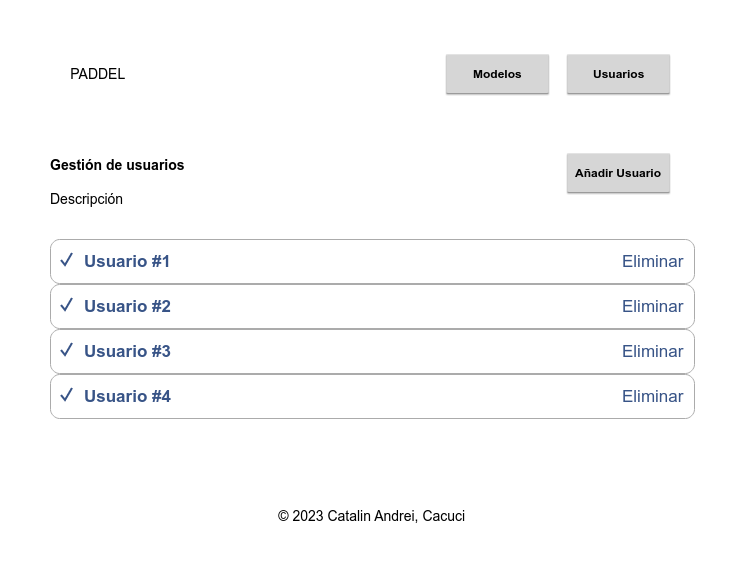 PADDEL
Modelos
Usuarios
Gestión de usuarios
Añadir Usuario
Descripción
Usuario #1 Eliminar
Usuario #2 Eliminar
Usuario #3 Eliminar
Usuario #4 Eliminar
© 2023 Catalin Andrei, Cacuci